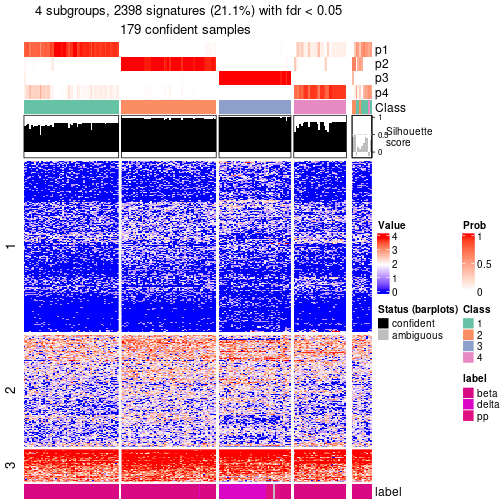 4 subgroups, 2398 signatures (21.1%) with fdr < 0.05
179 confident samples
p1
p2
p3
p4
Class
1
0.5
0
Silhouette
score
1
2
3
label
Value
4
3
2
1
0
Prob
1
0.5
0
Status (barplots)
confident
ambiguous
Class
1
2
3
4
label
beta
delta
pp